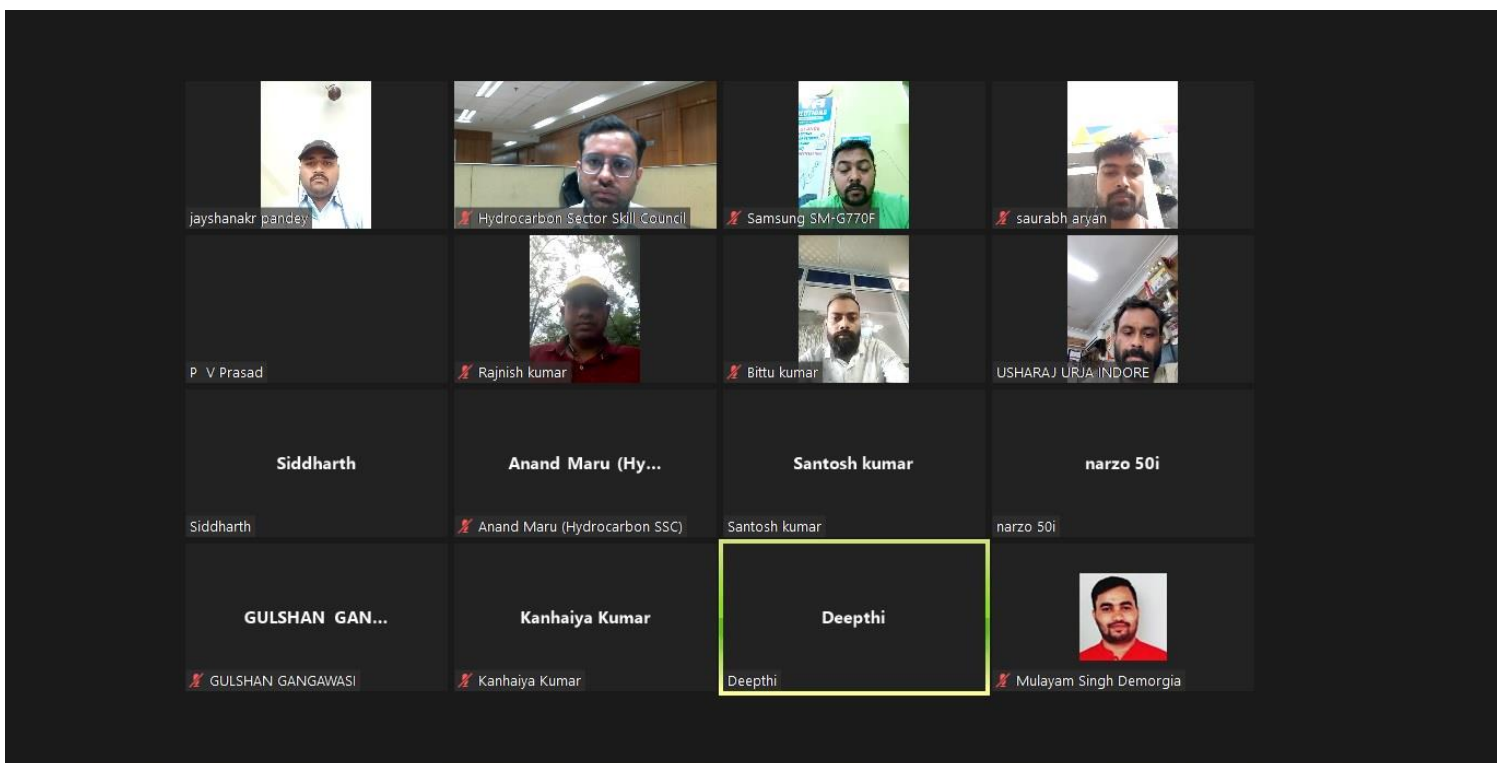 jayshanakr pandey
Hydrocarbon Sector Skill Council
Samsung SM-G770F
saurabh aryan
P V Prasad
Rajnish kumar
Bittu kumar
USHARAJ URJA INDORE
Siddharth
Siddharth
Anand Maru (Hy...
Anand Maru (Hydrocarbon SSC)
Santosh kumar
Santosh kumar
narzo 50i
narzo 50i
GULSHAN GAN...
GULSHAN GANGAWASI
Kanhaiya Kumar
Kanhaiya Kumar
Deepthi
Deepthi
Mulayam Singh Demorgia